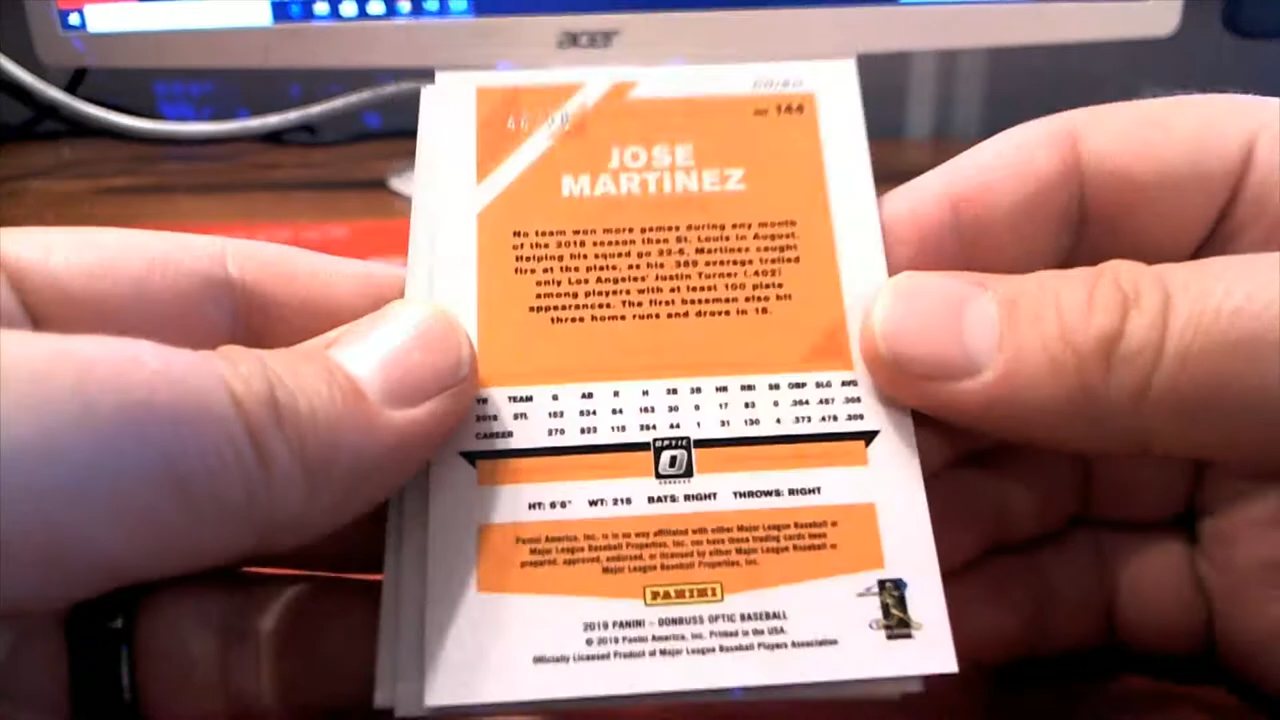 acer
NO. 144
JOSE
MARTINEZ
No team won more games during any month
of the 2018 season than St. Louis in August.
Helping his squad go 22-6, Martinez caught
fire at the plate, as his .389 average trailed
only Los Angeles' Justin Turner (.402)
among players with at least 100 plate
appearances. The first baseman also hit
three home runs and drove in 18.
YR TEAM G AB R H 2B 3B HR RBI SB OBP SLG AVG
2018 STL 152 534 64 163 30 0 17 83 0 .364 .457 .305
CAREER 270 822 118 254 44 1 31 130 4 .373 .478 .309
OPTIC
DONRUSS
HT: 6'6" WT: 215 BATS: RIGHT THROWS: RIGHT
Panini America, Inc. is in no way affiliated with either Major League Baseball or
Major League Baseball Properties, Inc. nor have these trading cards been
prepared, approved, endorsed, or licensed by either Major League Baseball or
Major League Baseball Properties, Inc.
PANINI
2019 PANINI – DONRUSS OPTIC BASEBALL
© 2019 Panini America, Inc. Printed in the USA.
Officially Licensed Product of Major League Baseball Players Association